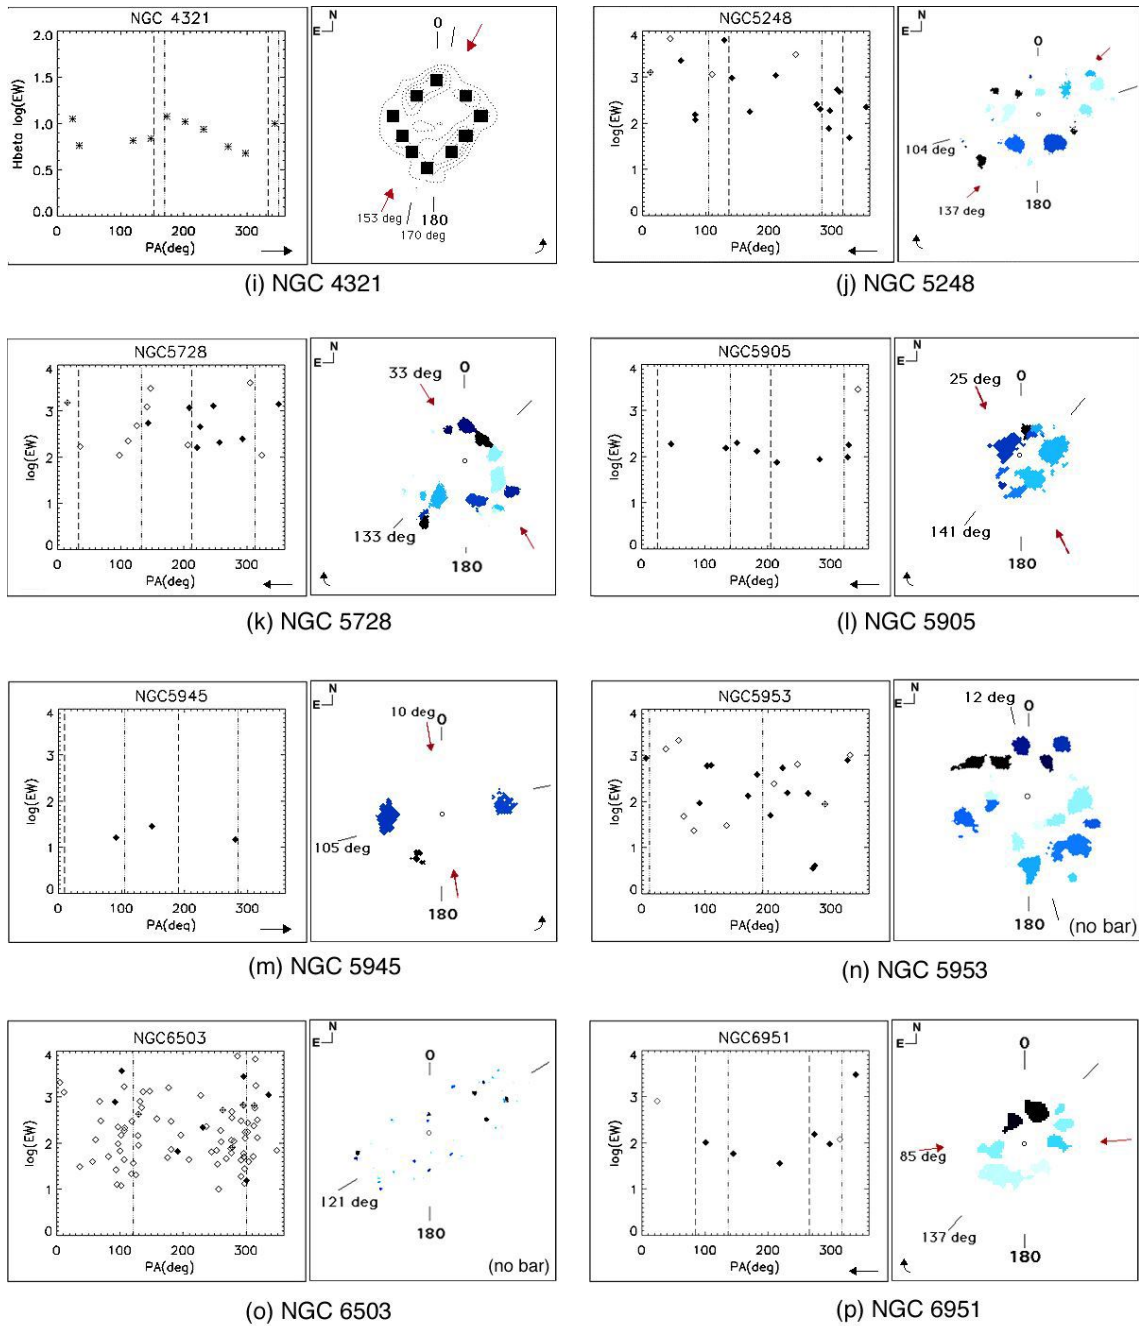 NGC 4321
Hbeta log(EW)
2.0
1.5
1.0
0.5
0.0
0 100 200 300
PA(deg)
N
E
0
153 deg
170 deg
180
(i) NGC 4321
NGC5248
log(EW)
4
3
2
1
0
0 100 200 300
PA(deg)
N
E
0
104 deg
137 deg
180
(j) NGC 5248
NGC5728
log(EW)
4
3
2
1
0
0 100 200 300
PA(deg)
N
E
0
33 deg
133 deg
180
(k) NGC 5728
NGC5905
log(EW)
4
3
2
1
0
0 100 200 300
PA(deg)
N
E
0
25 deg
141 deg
180
(l) NGC 5905
NGC5945
log(EW)
4
3
2
1
0
0 100 200 300
PA(deg)
N
E
10 deg
0
105 deg
180
(m) NGC 5945
NGC5953
log(EW)
4
3
2
1
0
0 100 200 300
PA(deg)
N
E
12 deg
0
180
(no bar)
(n) NGC 5953
NGC6503
log(EW)
4
3
2
1
0
0 100 200 300
PA(deg)
N
E
0
121 deg
180
(no bar)
(o) NGC 6503
NGC6951
log(EW)
4
3
2
1
0
0 100 200 300
PA(deg)
N
E
0
85 deg
137 deg
180
(p) NGC 6951